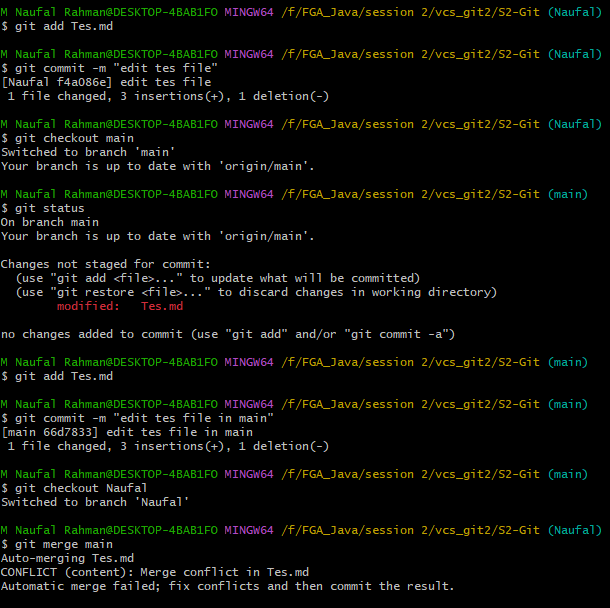 M Naufal Rahman@DESKTOP-4BAB1FO MINGW64 /f/FGA_Java/session 2/vcs_git2/S2-Git (Naufal)
$ git add Tes.md
M Naufal Rahman@DESKTOP-4BAB1FO MINGW64 /f/FGA_Java/session 2/vcs_git2/S2-Git (Naufal)
$ git commit -m "edit tes file"
[Naufal f4a086e] edit tes file
 1 file changed, 3 insertions(+), 1 deletion(-)
M Naufal Rahman@DESKTOP-4BAB1FO MINGW64 /f/FGA_Java/session 2/vcs_git2/S2-Git (Naufal)
$ git checkout main
Switched to branch 'main'
Your branch is up to date with 'origin/main'.
M Naufal Rahman@DESKTOP-4BAB1FO MINGW64 /f/FGA_Java/session 2/vcs_git2/S2-Git (main)
$ git status
On branch main
Your branch is up to date with 'origin/main'.
Changes not staged for commit:
  (use "git add <file>..." to update what will be committed)
  (use "git restore <file>..." to discard changes in working directory)
        modified:   Tes.md
no changes added to commit (use "git add" and/or "git commit -a")
M Naufal Rahman@DESKTOP-4BAB1FO MINGW64 /f/FGA_Java/session 2/vcs_git2/S2-Git (main)
$ git add Tes.md
M Naufal Rahman@DESKTOP-4BAB1FO MINGW64 /f/FGA_Java/session 2/vcs_git2/S2-Git (main)
$ git commit -m "edit tes file in main"
[main 66d7833] edit tes file in main
 1 file changed, 3 insertions(+), 1 deletion(-)
M Naufal Rahman@DESKTOP-4BAB1FO MINGW64 /f/FGA_Java/session 2/vcs_git2/S2-Git (main)
$ git checkout Naufal
Switched to branch 'Naufal'
M Naufal Rahman@DESKTOP-4BAB1FO MINGW64 /f/FGA_Java/session 2/vcs_git2/S2-Git (Naufal)
$ git merge main
Auto-merging Tes.md
CONFLICT (content): Merge conflict in Tes.md
Automatic merge failed; fix conflicts and then commit the result.